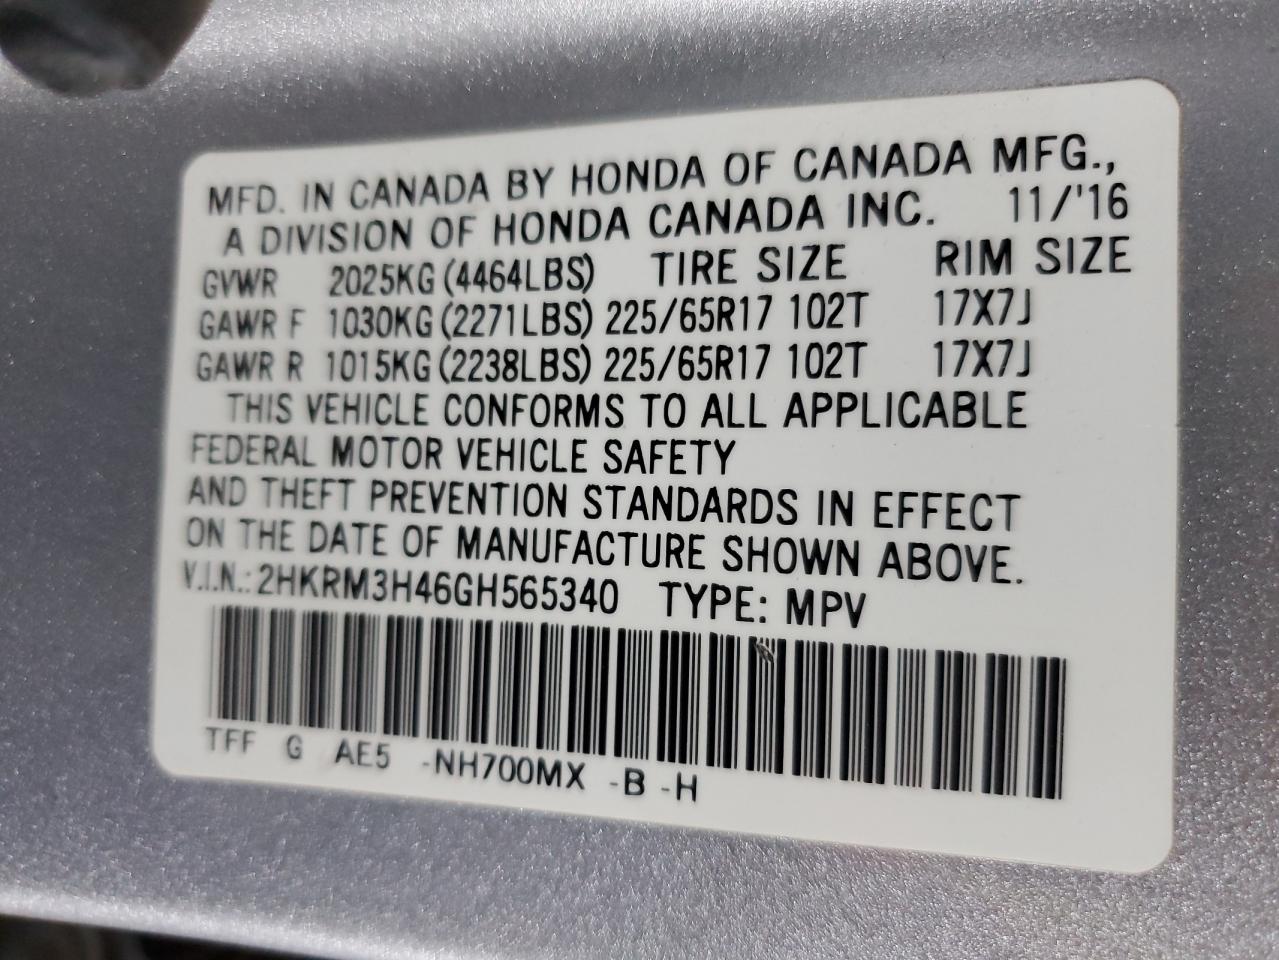 MFD. IN CANADA BY HONDA OF CANADA MFG.,
A DIVISION OF HONDA CANADA INC. 11/'16
GVWR 2025KG (4464LBS) TIRE SIZE RIM SIZE
GAWR F 1030KG (2271LBS) 225/65R17 102T 17X7J
GAWR R 1015KG (2238LBS) 225/65R17 102T 17X7J
THIS VEHICLE CONFORMS TO ALL APPLICABLE
FEDERAL MOTOR VEHICLE SAFETY
AND THEFT PREVENTION STANDARDS IN EFFECT
ON THE DATE OF MANUFACTURE SHOWN ABOVE.
V.I.N.: 2HKRM3H46GH565340 TYPE: MPV
TFF G AE5 -NH700MX -B -H